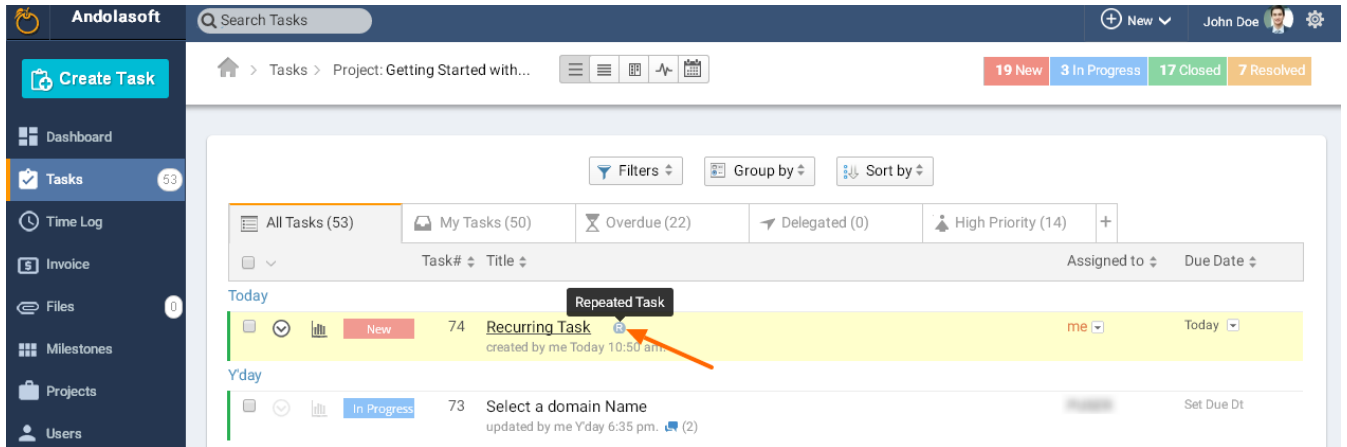 Andolasoft
Search Tasks
New
John Doe
Create Task
> Tasks > Project: Getting Started with...
19 New 3 In Progress 17 Closed 7 Resolved
Dashboard
Tasks 53
Time Log
Invoice
Files 0
Milestones
Projects
Users
Filters Group by Sort by
All Tasks (53) My Tasks (50) Overdue (22) Delegated (0) High Priority (14) +
Task# Title Assigned to Due Date
Today
Repeated Task
New 74 Recurring Task R me Today
created by me Today 10:50 am.
Y'day
In Progress 73 Select a domain Name Set Due Dt
updated by me Y'day 6:35 pm. (2)